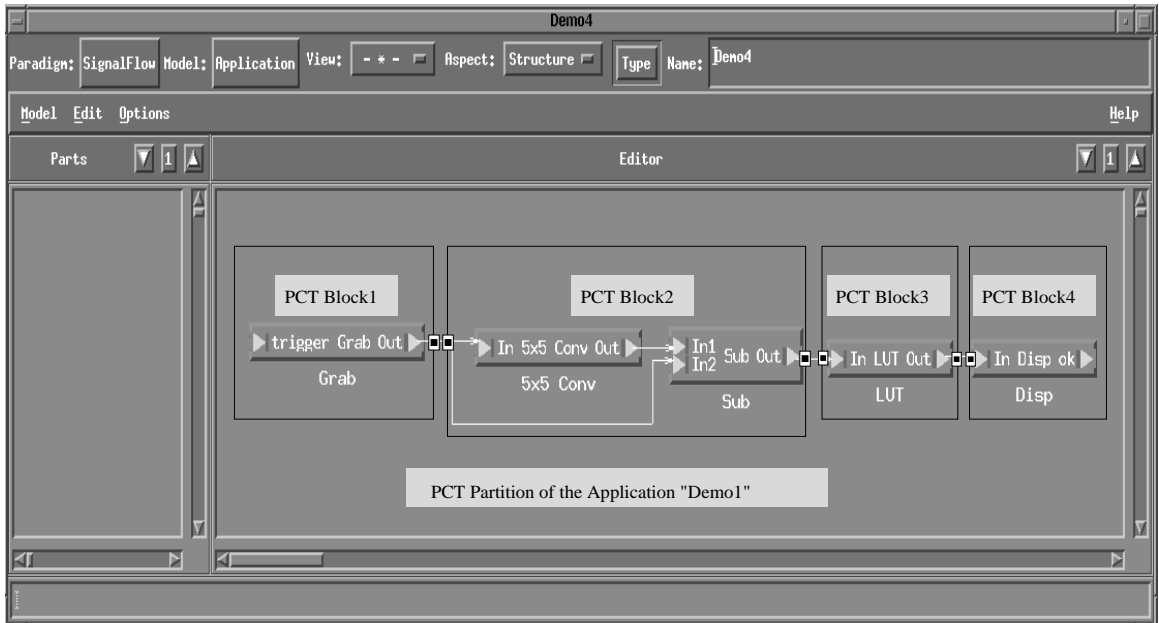 Demo4
Paradigm: SignalFlow Model: Application View: - * - Aspect: Structure Type Name: Demo4
Model Edit Options Help
Parts 1 Editor 1
PCT Block1 PCT Block2 PCT Block3 PCT Block4
trigger Grab Out In 5x5 Conv Out In1 In2 Sub Out In LUT Out In Disp ok
Grab 5x5 Conv Sub LUT Disp
PCT Partition of the Application "Demo1"